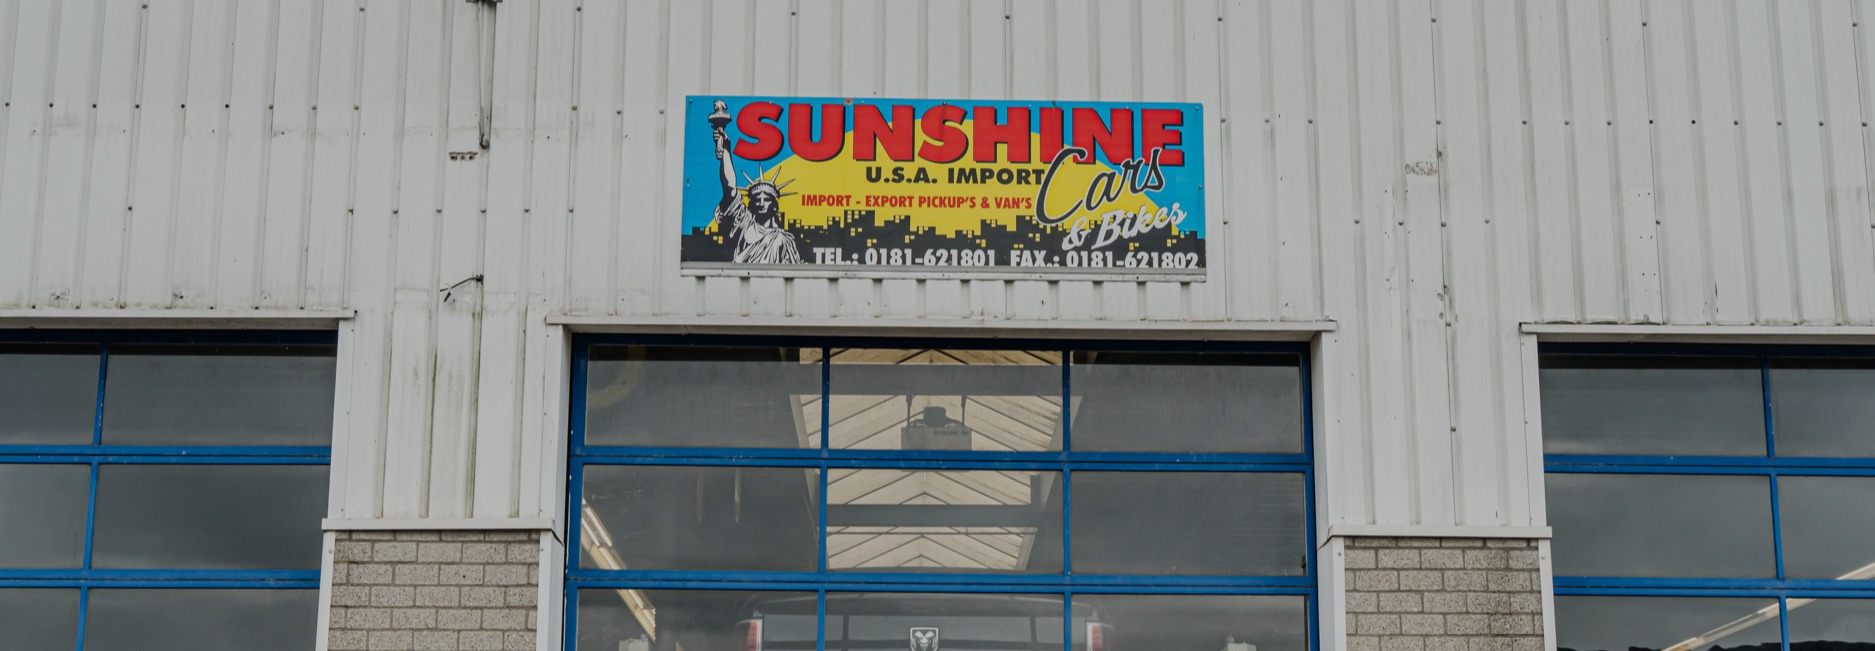 SUNSHINE
Cars
U.S.A. IMPORT
IMPORT - EXPORT PICKUP'S & VAN'S
& Bikes
TEL.: 0181-621801 FAX.: 0181-621802